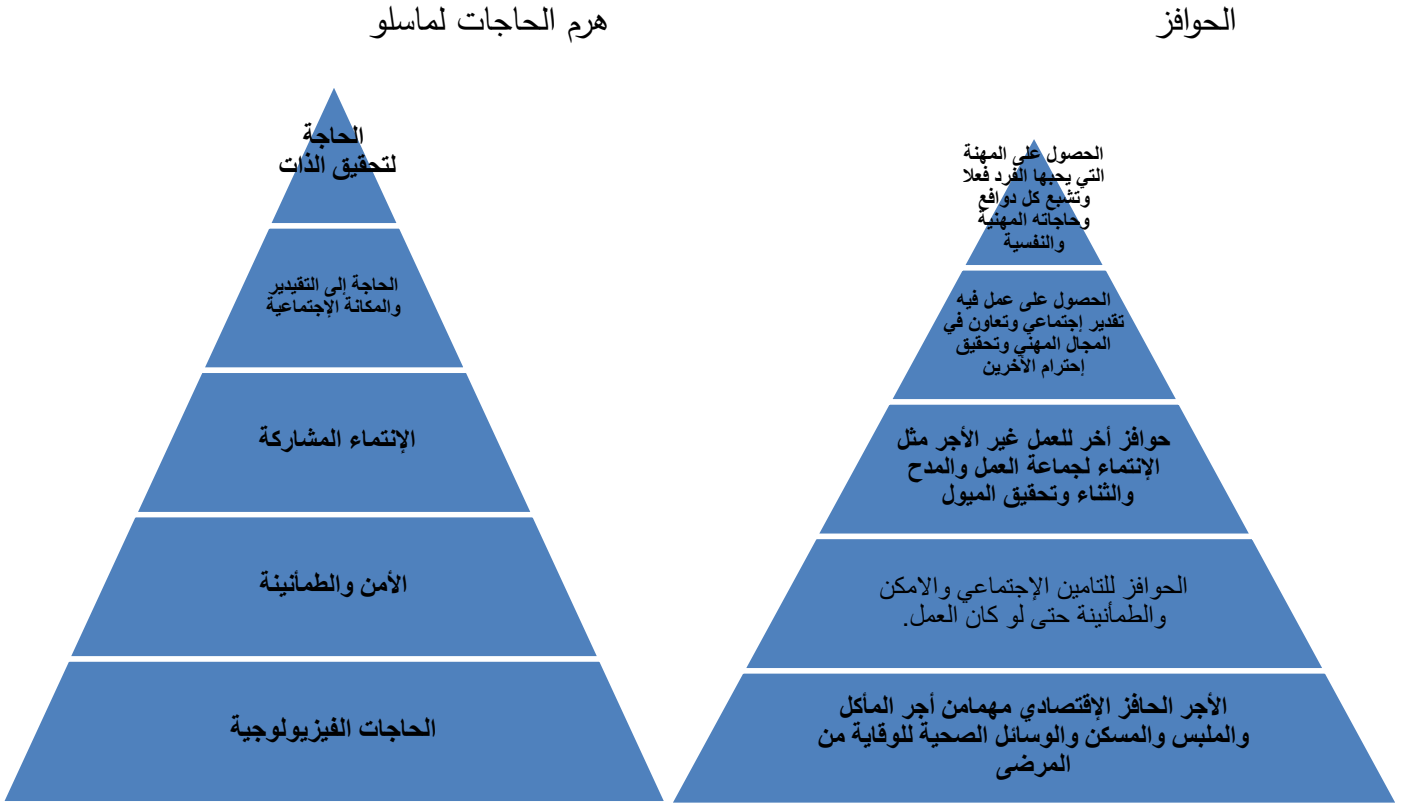 الحوافز
هرم الحاجات لماسلو
الحصول على المهنة
التي يحبها الفرد فعلا
وتشبع كل دوافع
وحاجاته المهنية
والنفسية
الحصول على عمل فيه
تقدير إجتماعي وتعاون في
المجال المهني وتحقيق
إحترام الآخرين
حوافز أخر للعمل غير الأجر مثل
الإنتماء لجماعة العمل والمدح
والثناء وتحقيق الميول
الحوافز للتامين الإجتماعي والامكن
والطمأنينة حتى لو كان العمل.
الأجر الحافز الإقتصادي مهمامن أجر المأكل
والملبس والمسكن والوسائل الصحية للوقاية من
المرضى
الحاجة
لتحقيق الذات
الحاجة إلى التقيدير
والمكانة الإجتماعية
الإنتماء المشاركة
الأمن والطمأنينة
الحاجات الفيزيولوجية